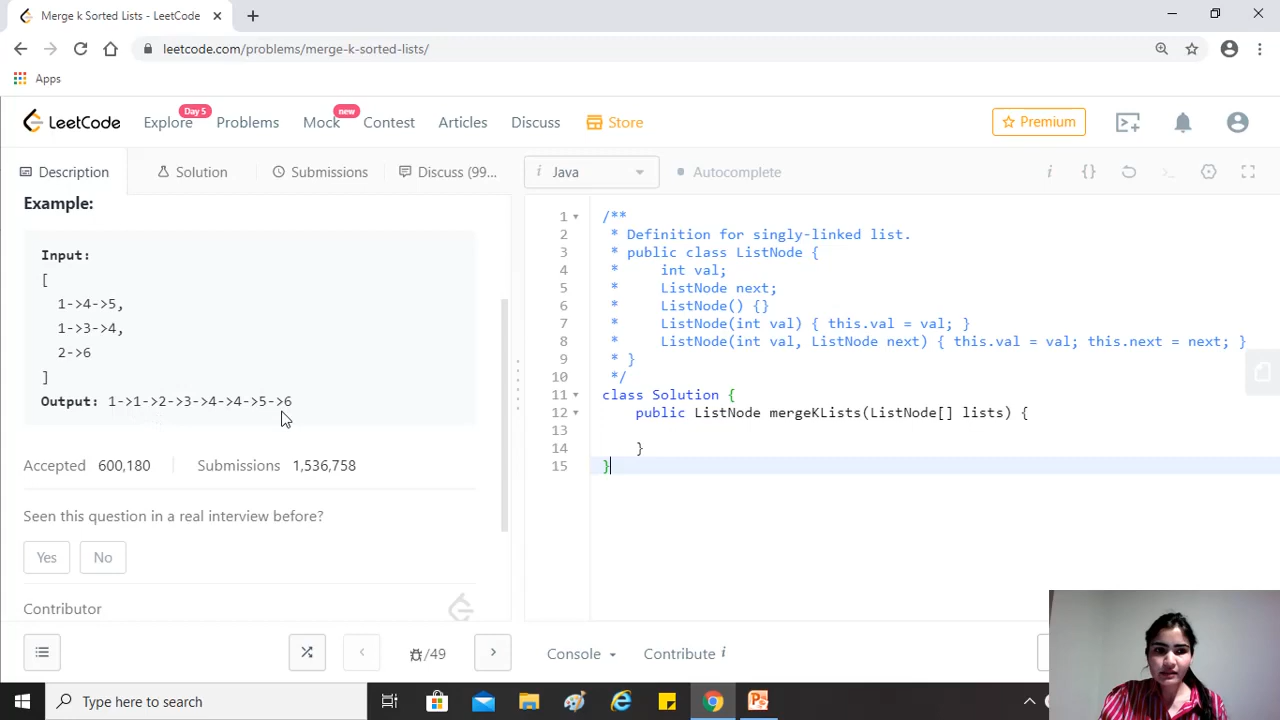 Merge k Sorted Lists - LeetCode
leetcode.com/problems/merge-k-sorted-lists/
Apps
LeetCode
Explore
Day 5
Problems
Mock
new
Contest
Articles
Discuss
Store
Premium
Description
Solution
Submissions
Discuss (99...
i Java
Autocomplete
Example:
Input:
[
1->4->5,
1->3->4,
2->6
]
Output: 1->1->2->3->4->4->5->6
Accepted 600,180
Submissions 1,536,758
Seen this question in a real interview before?
Yes
No
Contributor
1 /**
2 * Definition for singly-linked list.
3 * public class ListNode {
4 *     int val;
5 *     ListNode next;
6 *     ListNode() {}
7 *     ListNode(int val) { this.val = val; }
8 *     ListNode(int val, ListNode next) { this.val = val; this.next = next; }
9 * }
10 */
11 class Solution {
12     public ListNode mergeKLists(ListNode[] lists) {
13
14     }
15 }
/49
Console
Contribute i
Type here to search